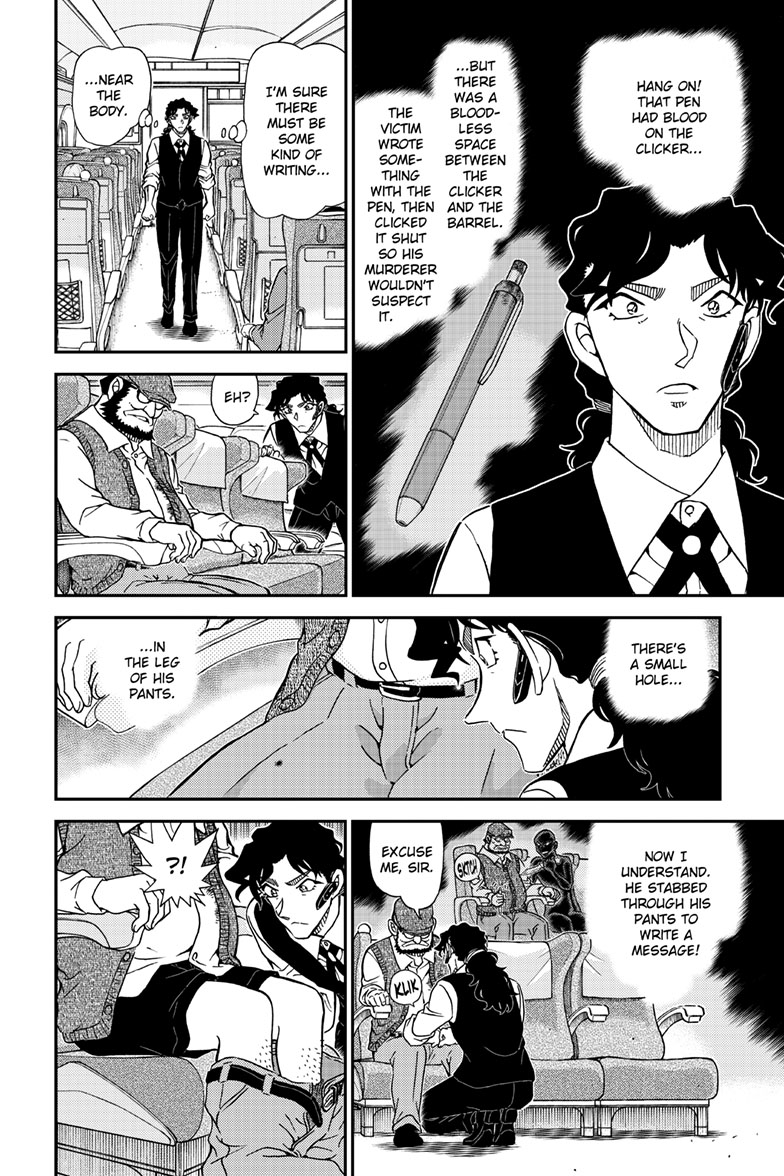 HANG ON!
THAT PEN
HAD BLOOD
ON THE
CLICKER...
...BUT
THERE
WAS A
BLOOD-
LESS
SPACE
BETWEEN
THE
CLICKER
AND THE
BARREL.
THE
VICTIM
WROTE
SOME-
THING
WITH THE
PEN, THEN
CLICKED
IT SHUT
SO HIS
MURDERER
WOULDN'T
SUSPECT
IT.
I'M SURE
THERE
MUST BE
SOME
KIND OF
WRITING...
...NEAR
THE
BODY.
EH?
THERE'S
A SMALL
HOLE...
...IN
THE LEG
OF HIS
PANTS.
NOW I
UNDERSTAND.
HE STABBED
THROUGH HIS
PANTS TO
WRITE A
MESSAGE!
SKTCH
EXCUSE
ME, SIR.
KLIK
?!